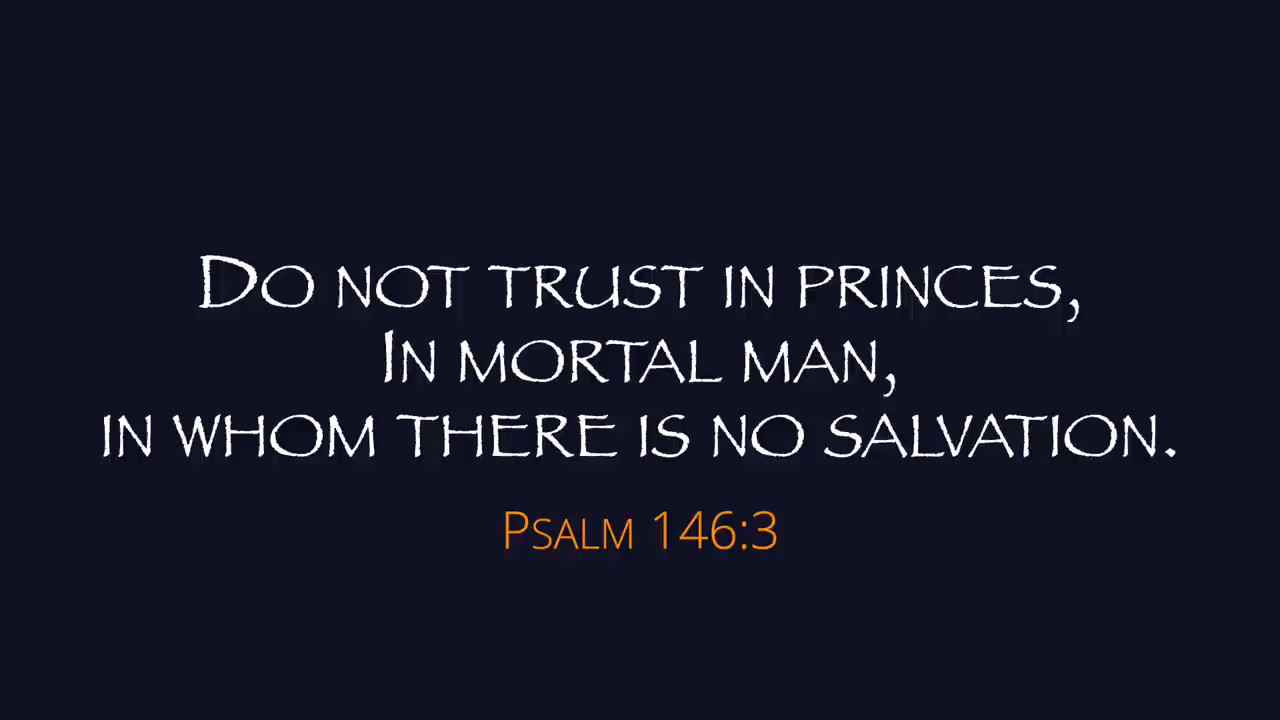 Do not trust in princes,
In mortal man,
in whom there is no salvation.
Psalm 146:3